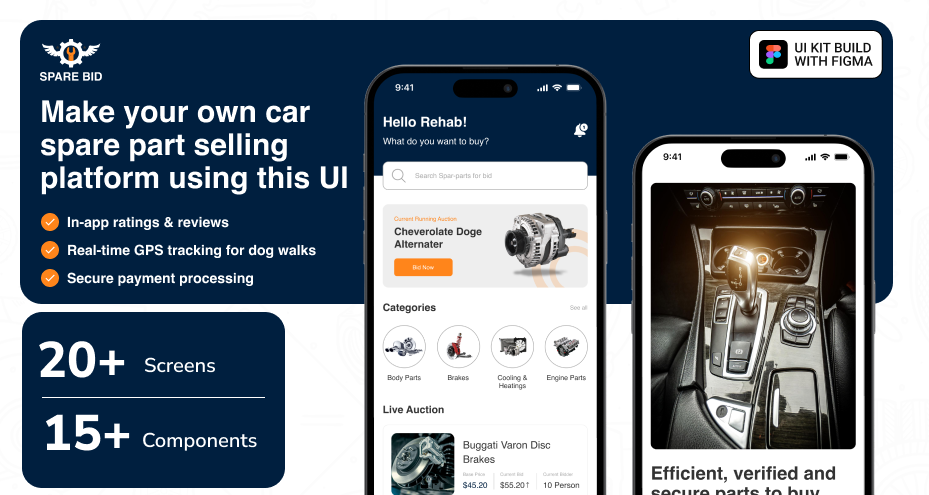 SPARE BID
Make your own car
spare part selling
platform using this UI
In-app ratings & reviews
Real-time GPS tracking for dog walks
Secure payment processing
20+ Screens
15+ Components
UI KIT BUILD
WITH FIGMA
9:41
Hello Rehab!
What do you want to buy?
Search Spar-parts for bid
Current Running Auction
Cheverolate Doge
Alternater
Bid Now
Categories
See all
Body Parts
Brakes
Cooling &
Heatings
Engine Parts
Live Auction
Buggati Varon Disc
Brakes
Base Price Current Bid Current Bidder
$45.20 $55.20↑ 10 Person
9:41
Efficient, verified and
secure parts to buy